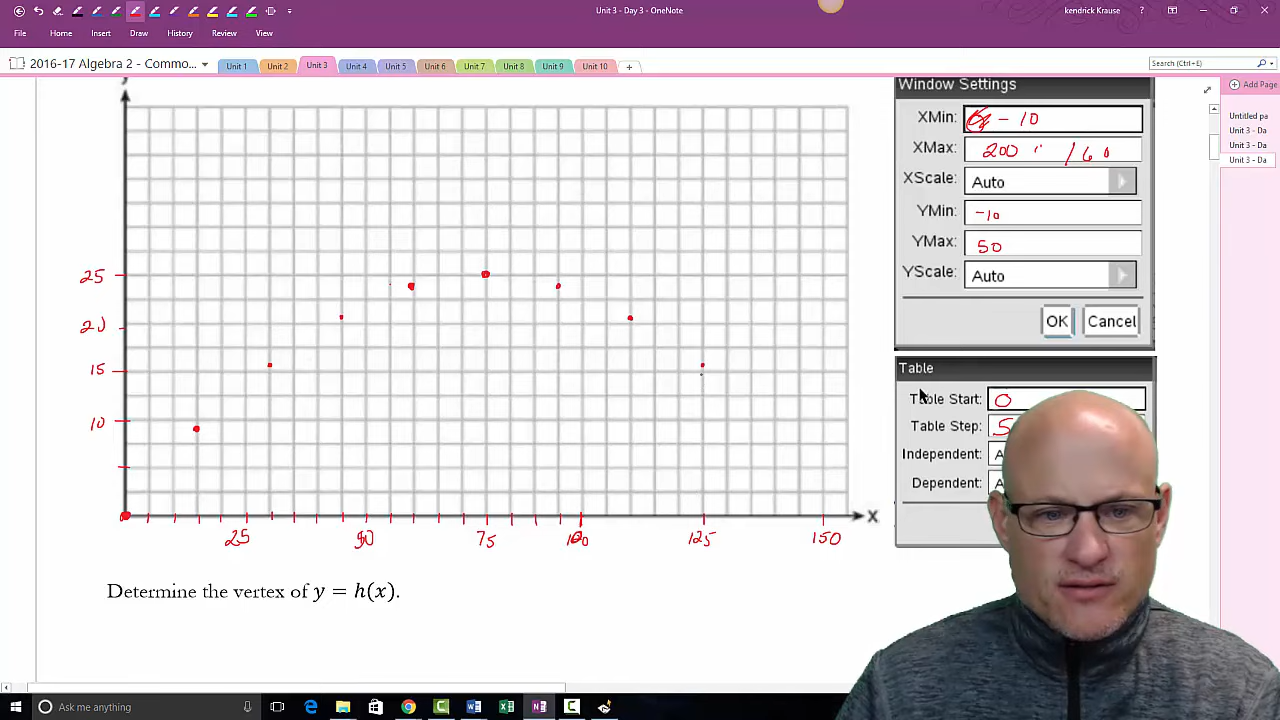 Unit 3 - Day 3 - OneNote
kendrick Krause
File Home Insert Draw History Review View
2016-17 Algebra 2 - Commo...
Unit 1 Unit 2 Unit 3 Unit 4 Unit 5 Unit 6 Unit 7 Unit 8 Unit 9 Unit 10
Search (Ctrl+E)
Add Page
Untitled pa
Unit 3 - Da
Unit 3 - Da
Unit 3 - Da
Window Settings
XMin: - 10
XMax: 200 /60
XScale: Auto
YMin: -10
YMax: 50
YScale: Auto
OK Cancel
Table
Table Start: 0
Table Step: 5
Independent: A
Dependent: A
25
20
15
10
x
25 50 75 100 125 150
Determine the vertex of y = h(x).
Ask me anything